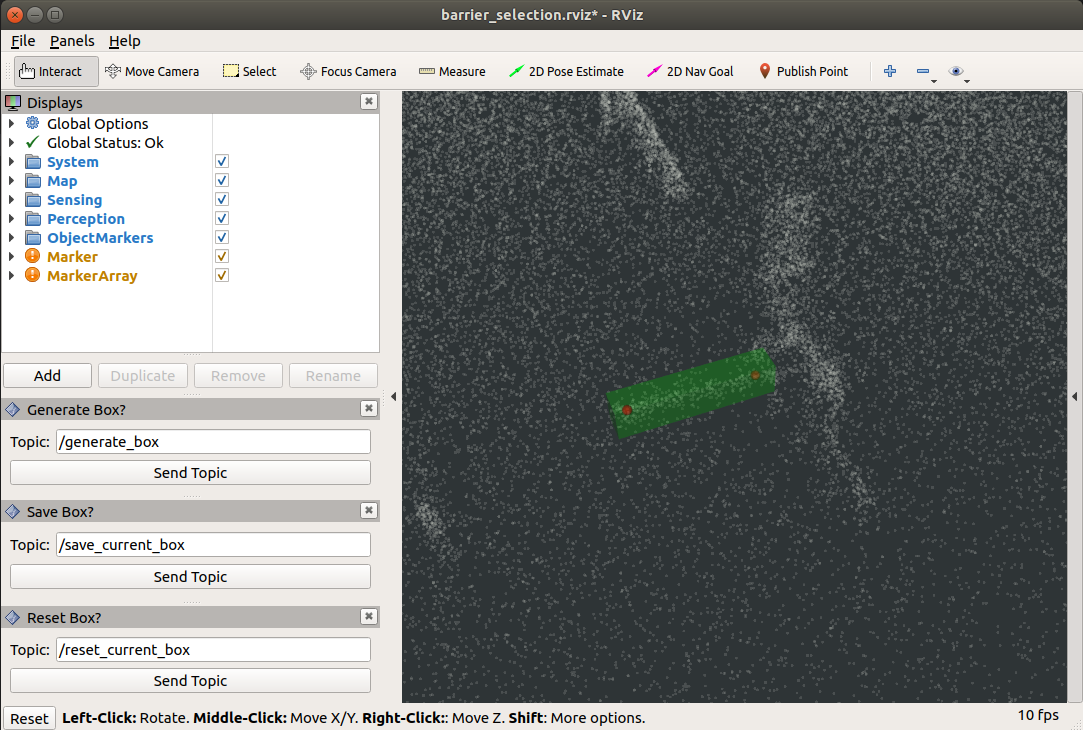 barrier_selection.rviz* - RViz
File Panels Help
Interact Move Camera Select Focus Camera Measure 2D Pose Estimate 2D Nav Goal Publish Point
Displays
Global Options
Global Status: Ok
System
Map
Sensing
Perception
ObjectMarkers
Marker
MarkerArray
Add Duplicate Remove Rename
Generate Box?
Topic: /generate_box
Send Topic
Save Box?
Topic: /save_current_box
Send Topic
Reset Box?
Topic: /reset_current_box
Send Topic
Reset Left-Click: Rotate. Middle-Click: Move X/Y. Right-Click:: Move Z. Shift: More options. 10 fps